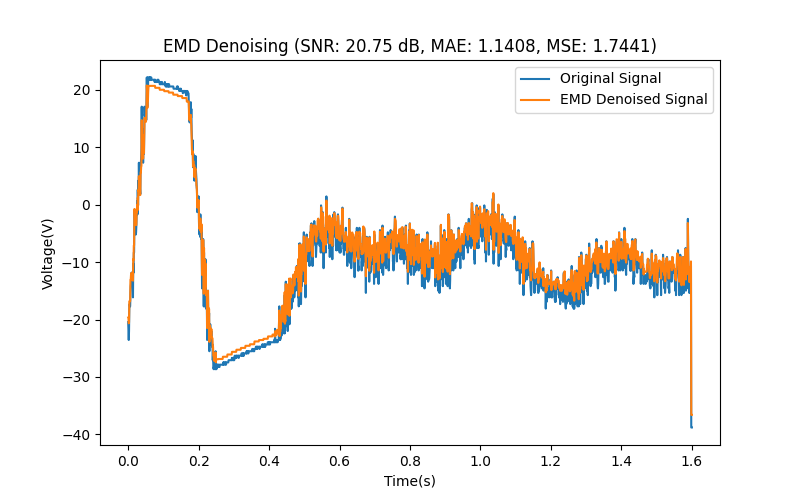 EMD Denoising (SNR: 20.75 dB, MAE: 1.1408, MSE: 1.7441)
Original Signal
EMD Denoised Signal
20
10
0
−10
−20
−30
−40
Voltage(V)
0.0 0.2 0.4 0.6 0.8 1.0 1.2 1.4 1.6
Time(s)